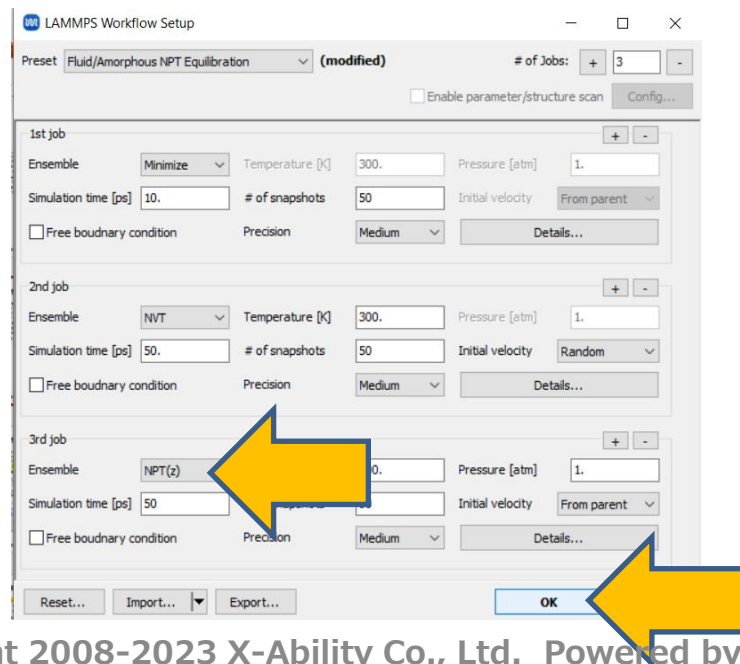 LAMMPS Workflow Setup
Preset Fluid/Amorphous NPT Equilibration (modified) # of Jobs: + 3 -
Enable parameter/structure scan Config...
1st job + -
Ensemble Minimize Temperature [K] 300. Pressure [atm] 1.
Simulation time [ps] 10. # of snapshots 50 Initial velocity From parent
Free boudnary condition Precision Medium Details...
2nd job + -
Ensemble NVT Temperature [K] 300. Pressure [atm] 1.
Simulation time [ps] 50. # of snapshots 50 Initial velocity Random
Free boudnary condition Precision Medium Details...
3rd job + -
Ensemble NPT(z) Pressure [atm] 1.
Simulation time [ps] 50 Initial velocity From parent
Free boudnary condition Precision Medium Details...
Reset... Import... Export... OK
2008-2023 X-Ability Co., Ltd. Powered by